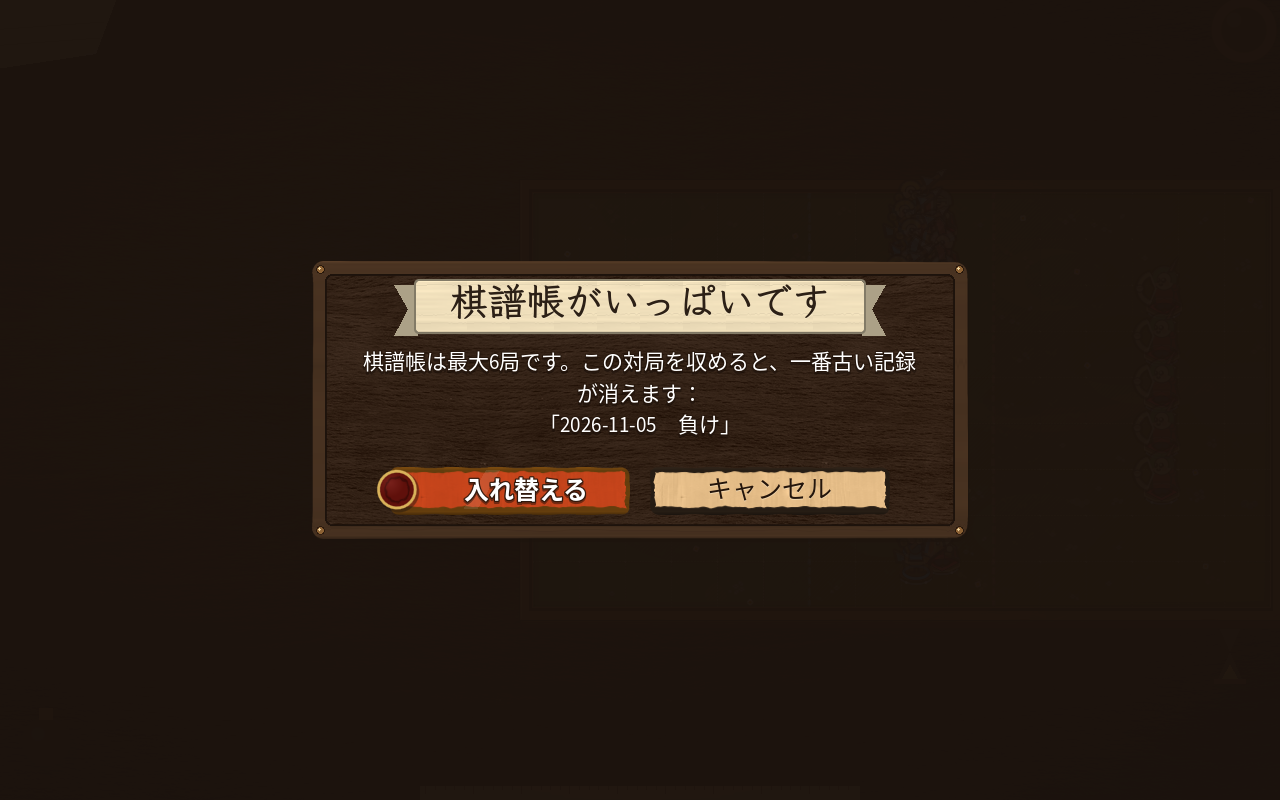 棋譜帳がいっぱいです
棋譜帳は最大6局です。この対局を収めると、一番古い記録
が消えます：
「2026-11-05　負け」
入れ替える
キャンセル